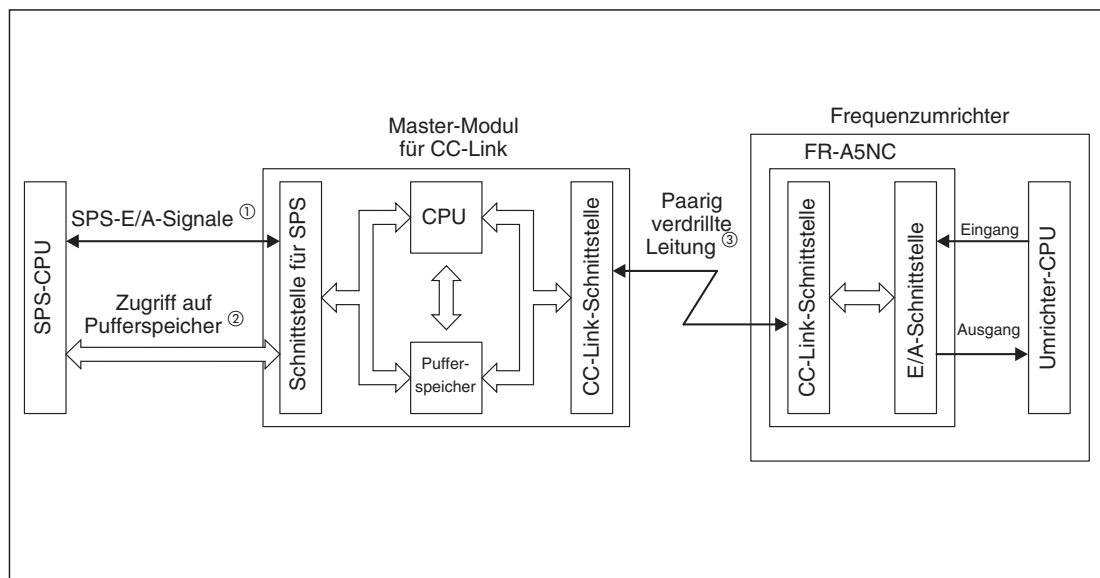 Master-Modul
für CC-Link
Frequenzumrichter
FR-A5NC
SPS-CPU
SPS-E/A-Signale ①
Zugriff auf
Pufferspeicher ②
Schnittstelle für SPS
CPU
Puffer-
speicher
CC-Link-Schnittstelle
Paarig
verdrillte
Leitung ③
CC-Link-Schnittstelle
E/A-Schnittstelle
Eingang
Ausgang
Umrichter-CPU